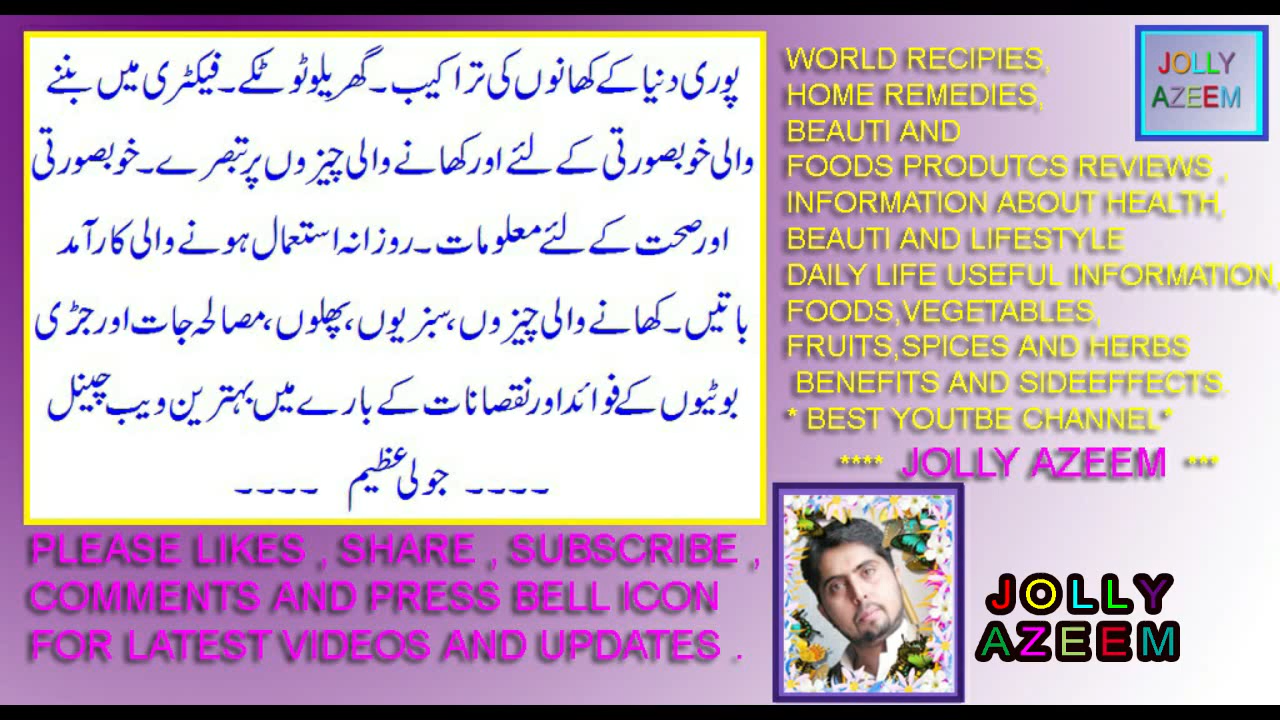 پوری دنیا کے کھانوں کی تراکیب۔گھریلو ٹوٹکے۔فیکٹری میں بننے
والی خوبصورتی کے لئے اور کھانے والی چیزوں پر تبصرے۔خوبصورتی
اور صحت کے لئے معلومات۔روزانہ استعمال ہونے والی کارآمد
باتیں۔کھانے والی چیزوں،سبزیوں،پھلوں،مصالحہ جات اور جڑی
بوٹیوں کے فوائد اور نقصانات کے بارے میں بہترین ویب چینل
---- جولی عظیم ----
WORLD RECIPIES,
HOME REMEDIES,
BEAUTI AND
FOODS PRODUTCS REVIEWS ,
INFORMATION ABOUT HEALTH,
BEAUTI AND LIFESTYLE
DAILY LIFE USEFUL INFORMATION,
FOODS,VEGETABLES,
FRUITS,SPICES AND HERBS
BENEFITS AND SIDEEFFECTS.
* BEST YOUTBE CHANNEL*
**** JOLLY AZEEM ***
JOLLY
AZEEM
PLEASE LIKES , SHARE , SUBSCRIBE ,
COMMENTS AND PRESS BELL ICON
FOR LATEST VIDEOS AND UPDATES .
JOLLY
AZEEM